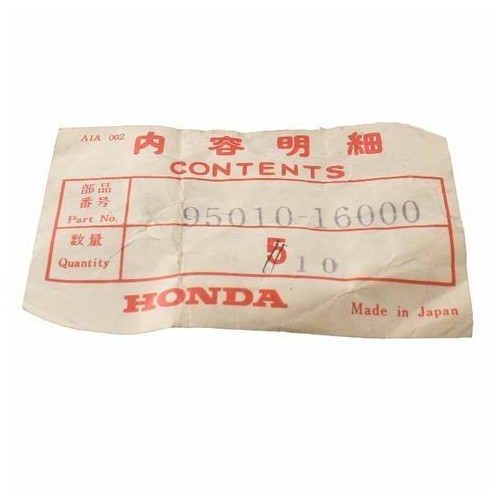 AIA 002
内容明細
CONTENTS
部品
番号
Part No. 95010-16000
数量
Quantity 5 10
HONDA
Made in Japan